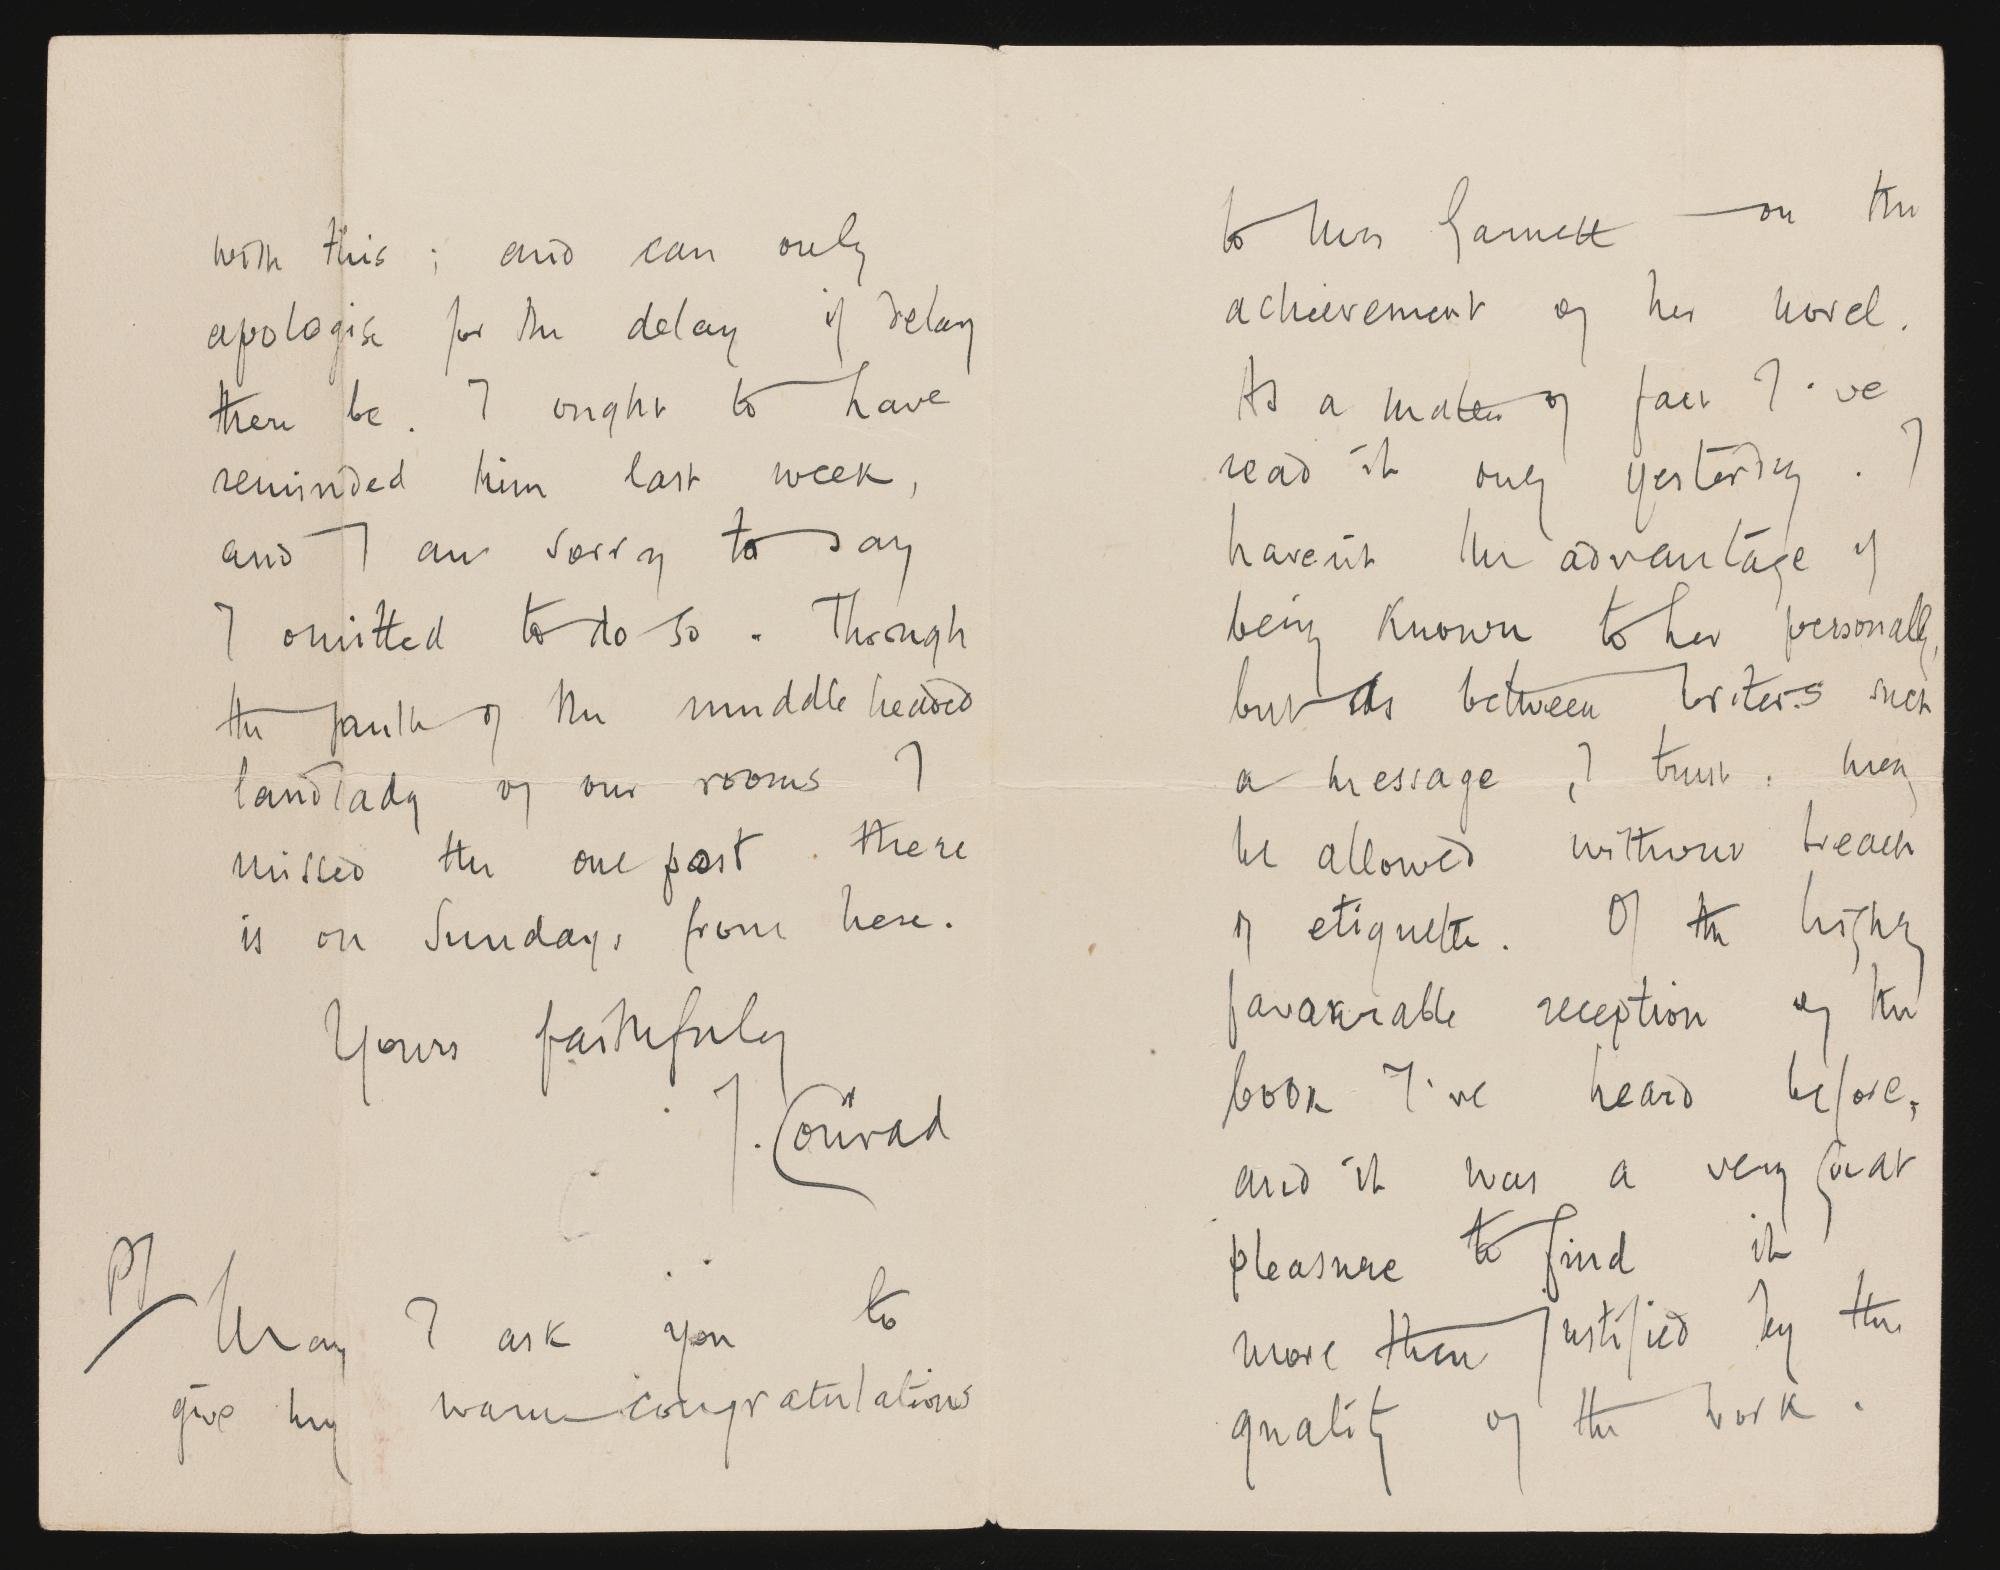 with this; and can only
apologise for the delay if delay
there be. I ought to have
reminded him last week,
and I am sorry to say
I omitted to do so. Through
the fault of the muddleheaded
landlady of our rooms I
missed the one post there
is on Sundays from here.
Yours faithfully
J. Conrad
PS
May I ask you to
give my warm congratulations
to Mrs Garnett – on the
achievement of her novel.
As a matter of fact I've
read it only yesterday. I
haven't the advantage of
being known to her personally,
but as between writers such
a message, I trust, may
be allowed without breach
of etiquette. Of the highly
favourable reception of the
book I've heard before,
and it was a very great
pleasure to find it
more than justified by the
quality of the work.